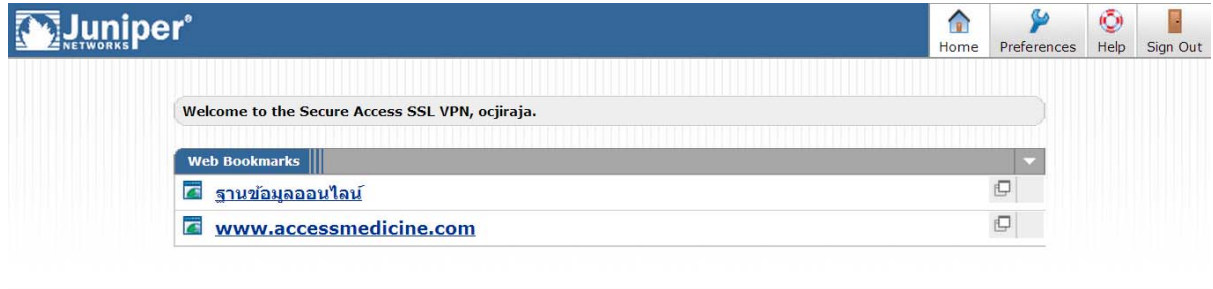 Juniper®
NETWORKS
Home Preferences Help Sign Out
Welcome to the Secure Access SSL VPN, ocjiraja.
Web Bookmarks
ฐานข้อมูลออนไลน์
www.accessmedicine.com